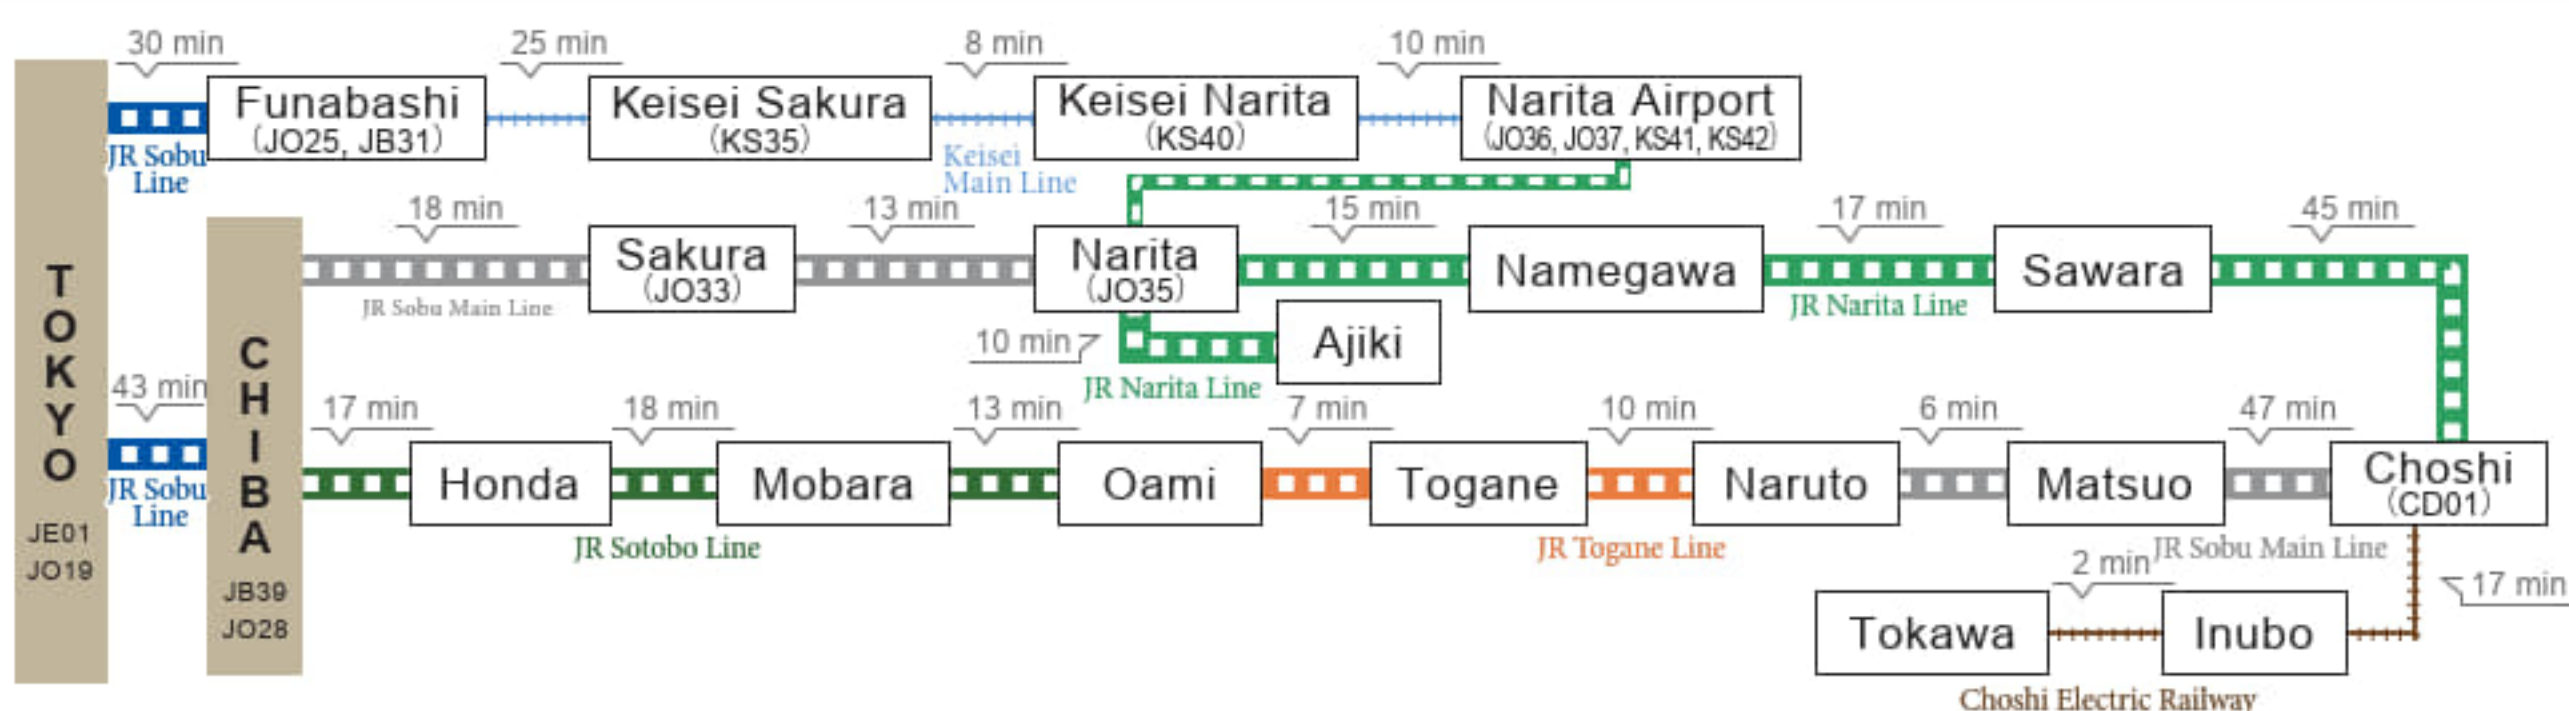 30 min
25 min
8 min
10 min
Funabashi
(JO25, JB31)
Keisei Sakura
(KS35)
Keisei Narita
(KS40)
Narita Airport
(JO36, JO37, KS41, KS42)
JR Sobu
Line
Keisei
Main Line
18 min
13 min
15 min
17 min
45 min
Sakura
(JO33)
Narita
(JO35)
Namegawa
Sawara
JR Sobu Main Line
JR Narita Line
10 min
Ajiki
JR Narita Line
TOKYO
JE01
JO19
CHIBA
JB39
JO28
43 min
17 min
18 min
13 min
7 min
10 min
6 min
47 min
JR Sobu
Line
Honda
Mobara
Oami
Togane
Naruto
Matsuo
Choshi
(CD01)
JR Sotobo Line
JR Togane Line
JR Sobu Main Line
2 min
17 min
Tokawa
Inubo
Choshi Electric Railway